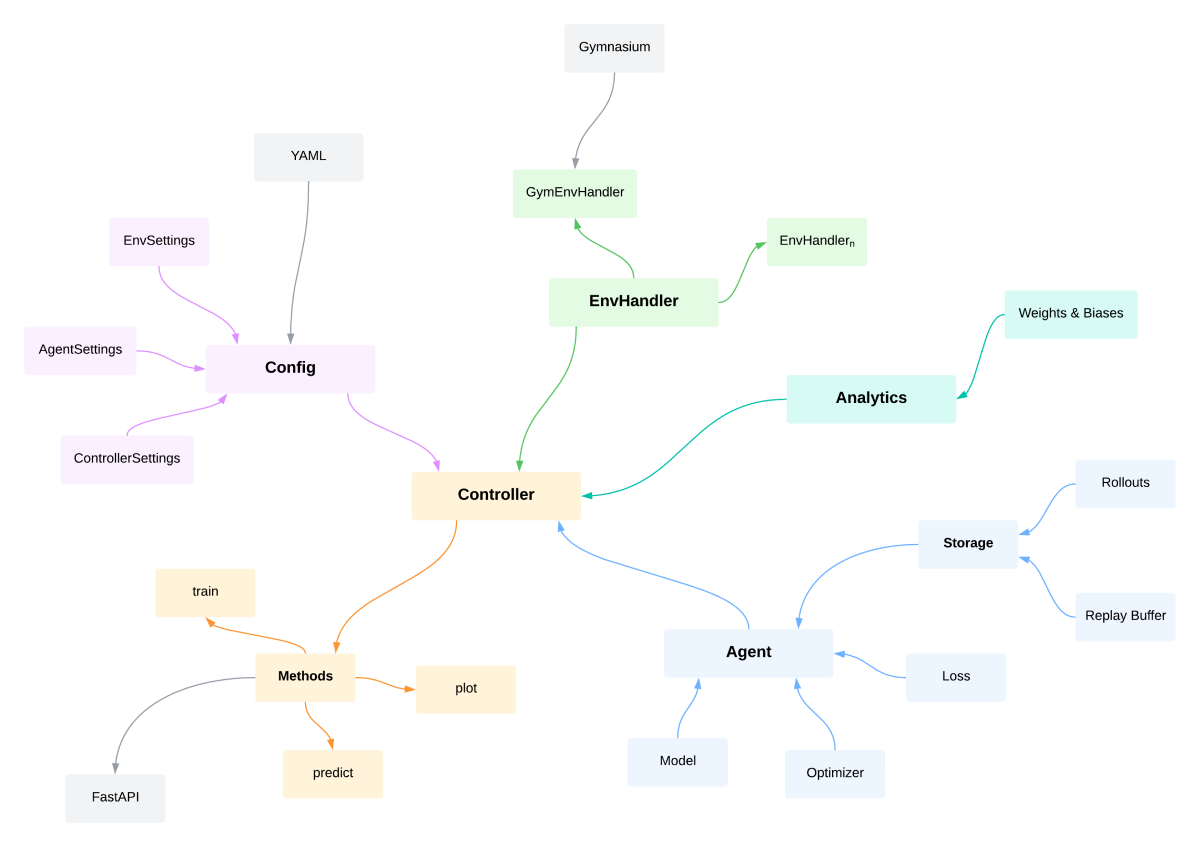 Gymnasium
YAML
GymEnvHandler
EnvSettings
EnvHandlerₙ
EnvHandler
Weights & Biases
AgentSettings
Config
Analytics
ControllerSettings
Rollouts
Controller
Storage
train
Replay Buffer
Agent
Methods
Loss
plot
Model
predict
Optimizer
FastAPI